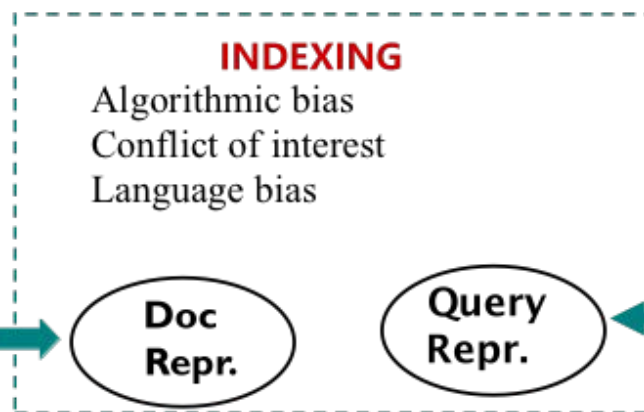 INDEXING
Algorithmic bias
Conflict of interest
Language bias
Doc
Repr.
Query
Repr.